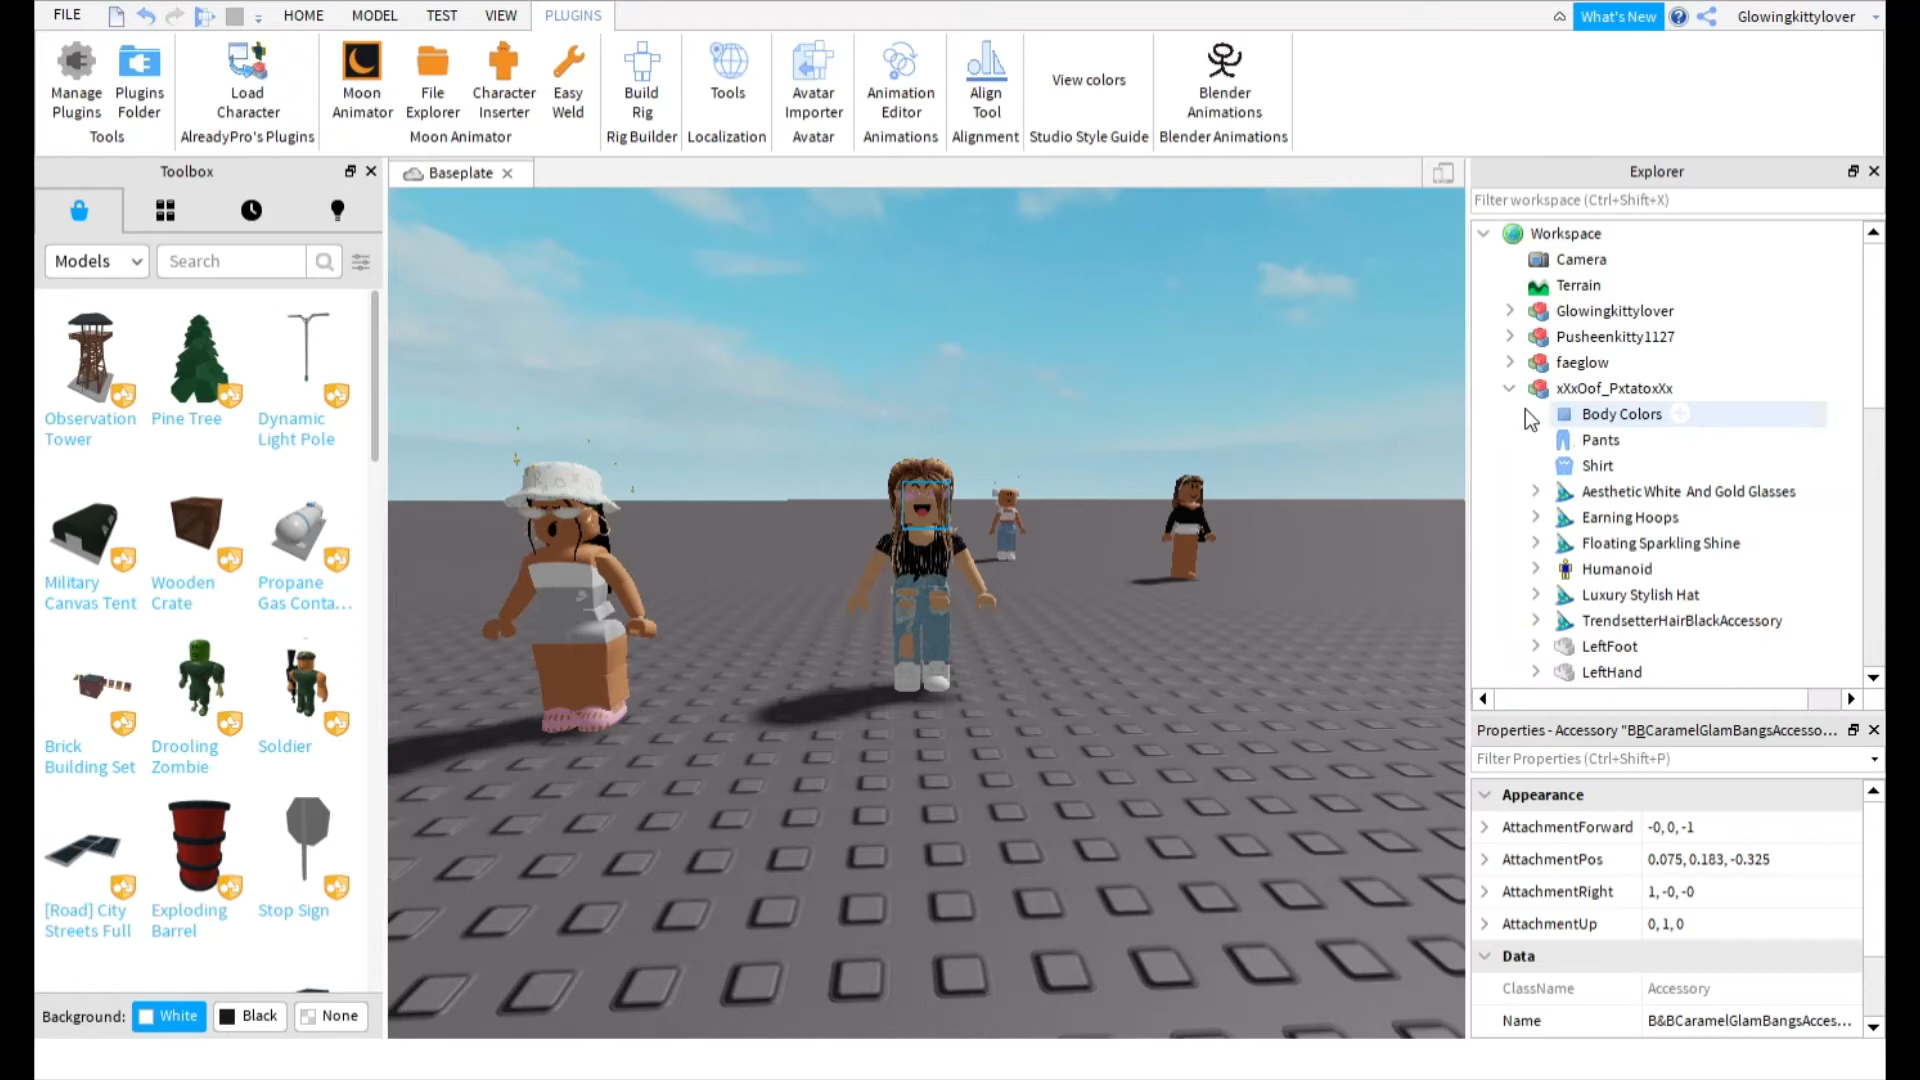 FILE HOME MODEL TEST VIEW PLUGINS What's New Glowingkittylover
Manage Plugins
Plugins Folder
Tools
Load Character
AlreadyPro's Plugins
Moon Animator
File Explorer
Character Inserter
Easy Weld
Moon Animator
Build Rig
Rig Builder
Tools
Localization
Avatar Importer
Avatar
Animation Editor
Animations
Align Tool
Alignment
View colors
Studio Style Guide
Blender Animations
Blender Animations
Toolbox
Models
Search
Observation Tower
Pine Tree
Dynamic Light Pole
Military Canvas Tent
Wooden Crate
Propane Gas Conta...
Brick Building Set
Drooling Zombie
Soldier
[Road] City Streets Full
Exploding Barrel
Stop Sign
Background: White Black None
Baseplate
Explorer
Filter workspace (Ctrl+Shift+X)
Workspace
Camera
Terrain
Glowingkittylover
Pusheenkitty1127
faeglow
xXxOof_PxtatoxXx
Body Colors
Pants
Shirt
Aesthetic White And Gold Glasses
Earning Hoops
Floating Sparkling Shine
Humanoid
Luxury Stylish Hat
TrendsetterHairBlackAccessory
LeftFoot
LeftHand
Properties - Accessory "BBCaramelGlamBangsAccesso...
Filter Properties (Ctrl+Shift+P)
Appearance
AttachmentForward -0, 0, -1
AttachmentPos 0.075, 0.183, -0.325
AttachmentRight 1, -0, -0
AttachmentUp 0, 1, 0
Data
ClassName Accessory
Name B&BCaramelGlamBangsAcces...